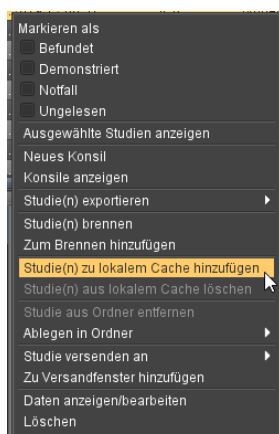 Markieren als
Befundet
Demonstriert
Notfall
Ungelesen
Ausgewählte Studien anzeigen
Neues Konsil
Konsile anzeigen
Studie(n) exportieren
Studie(n) brennen
Zum Brennen hinzufügen
Studie(n) zu lokalem Cache hinzufügen
Studie(n) aus lokalem Cache löschen
Studie aus Ordner entfernen
Ablegen in Ordner
Studie versenden an
Zu Versandfenster hinzufügen
Daten anzeigen/bearbeiten
Löschen